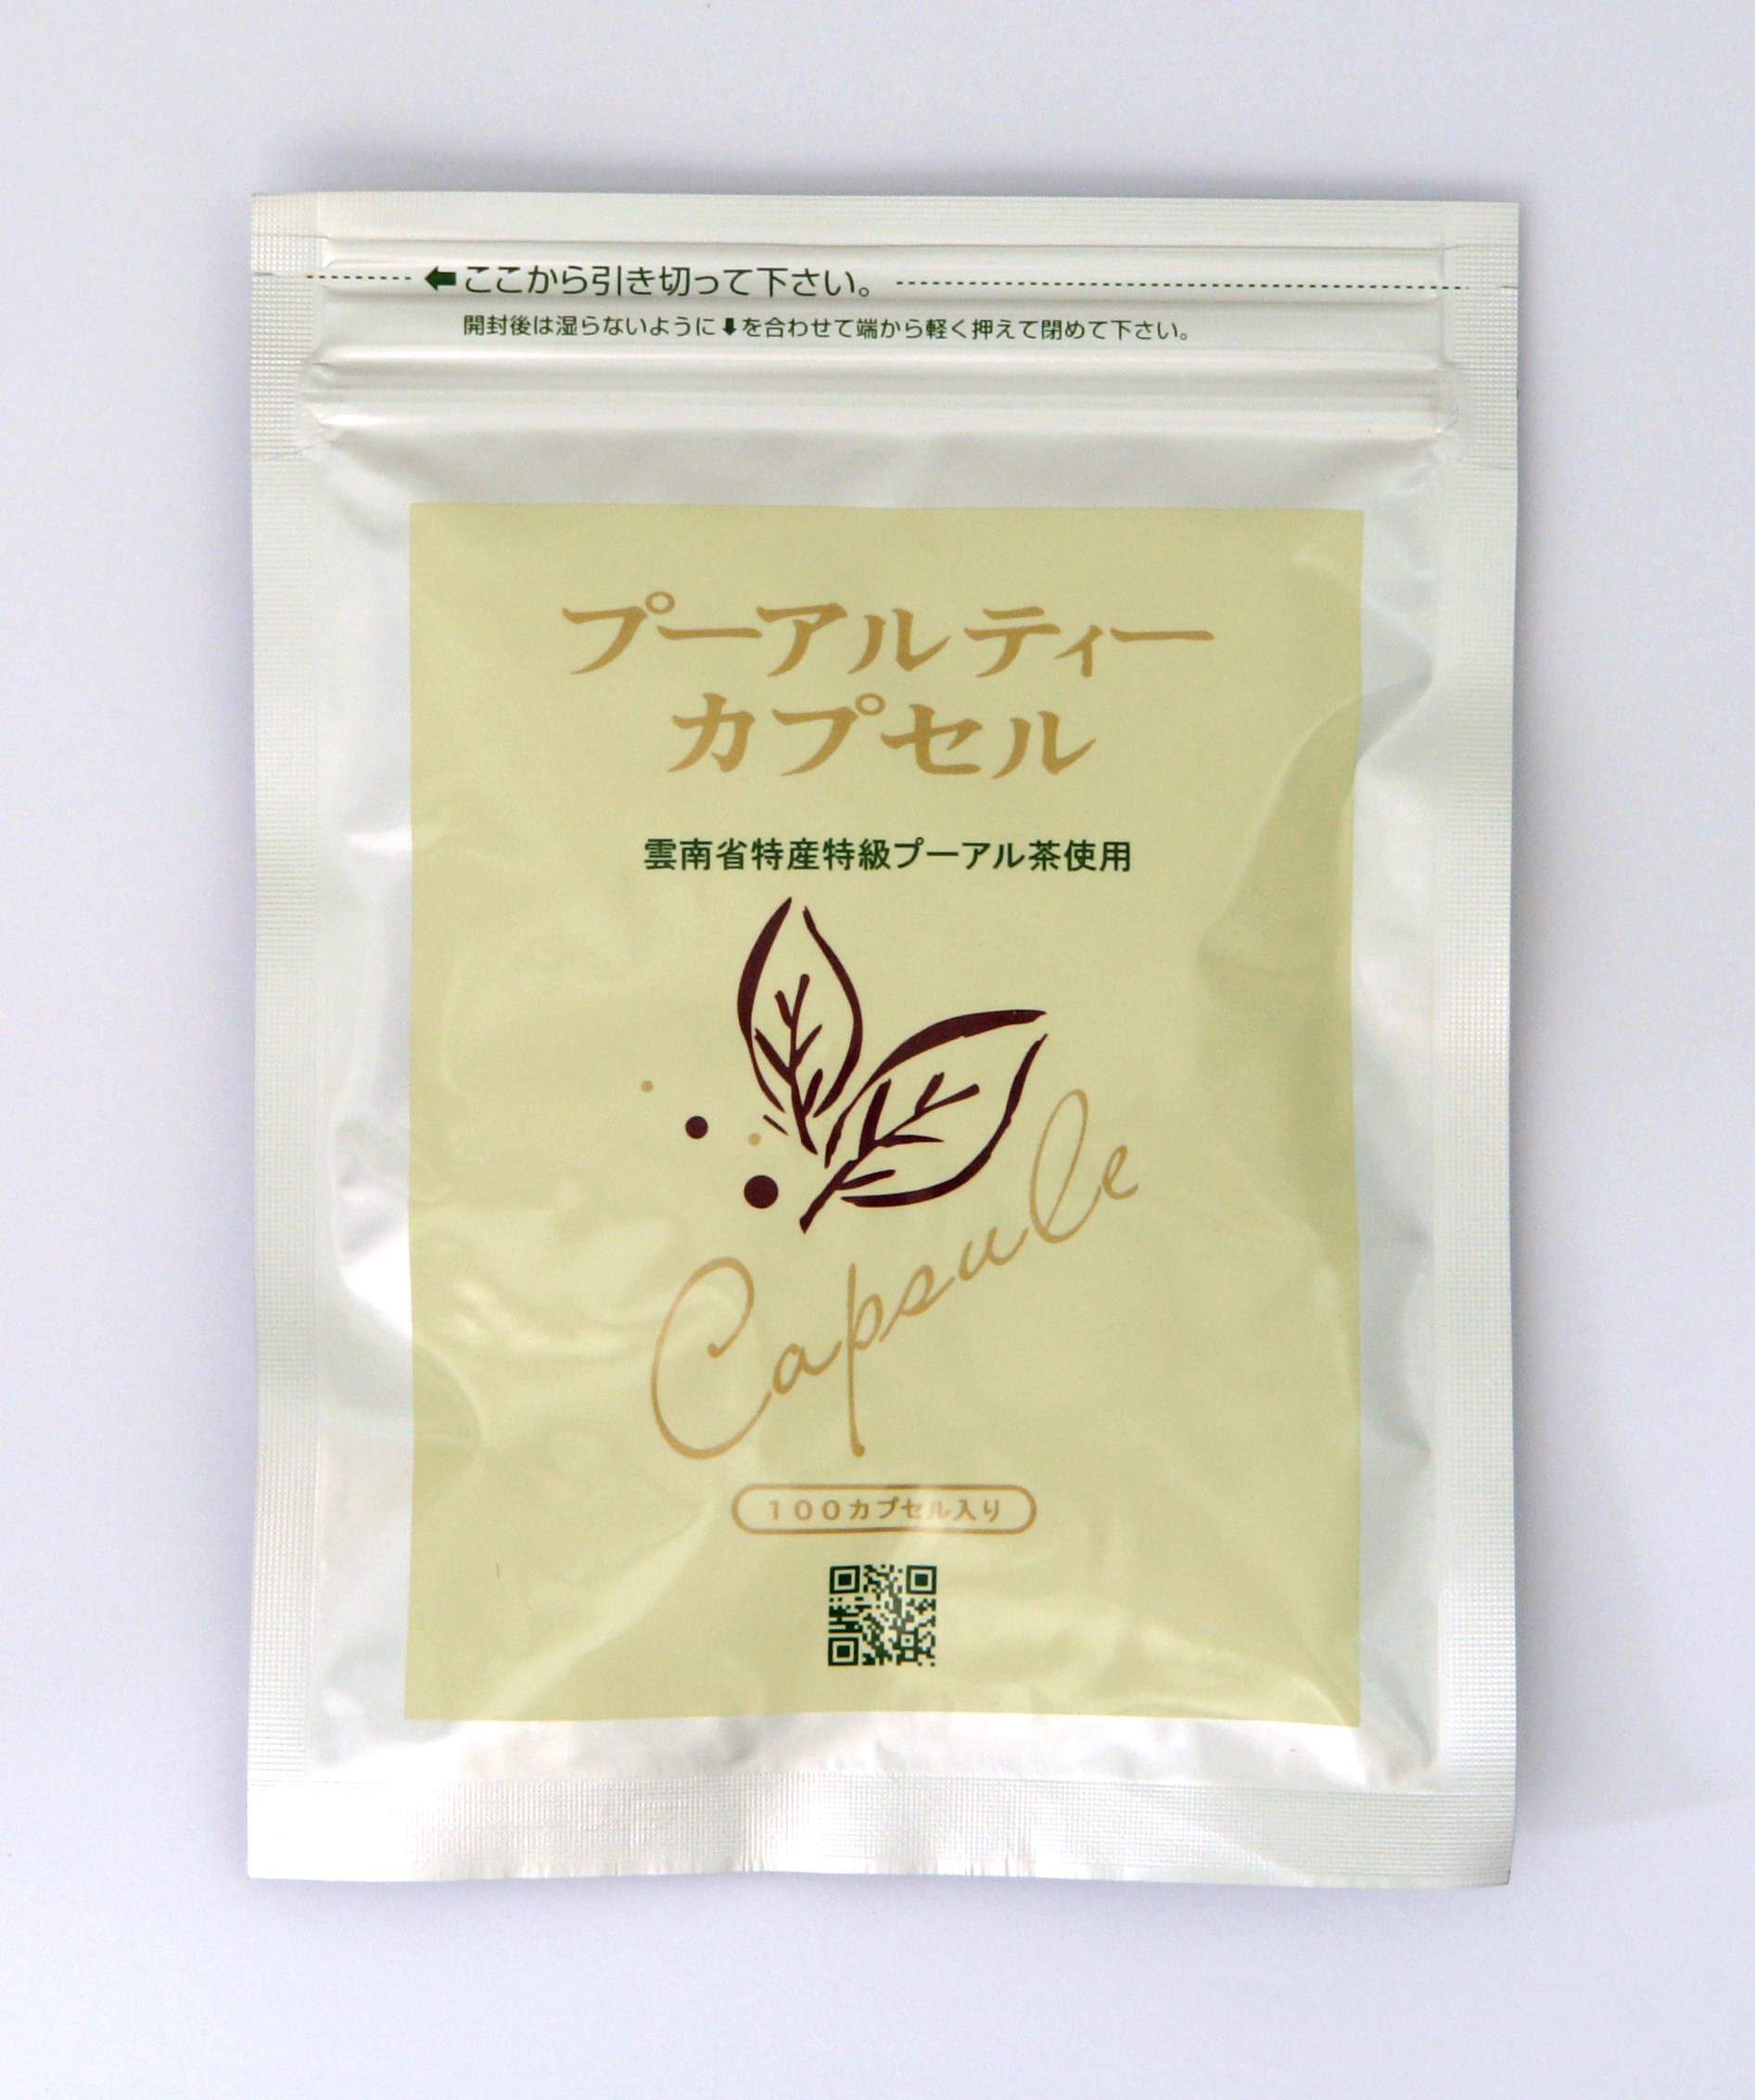 ⬅ここから引き切って下さい。
開封後は湿らないように⬇を合わせて端から軽く押えて閉めて下さい。
プーアルティー
カプセル
雲南省特産特級プーアル茶使用
Capsule
100カプセル入り